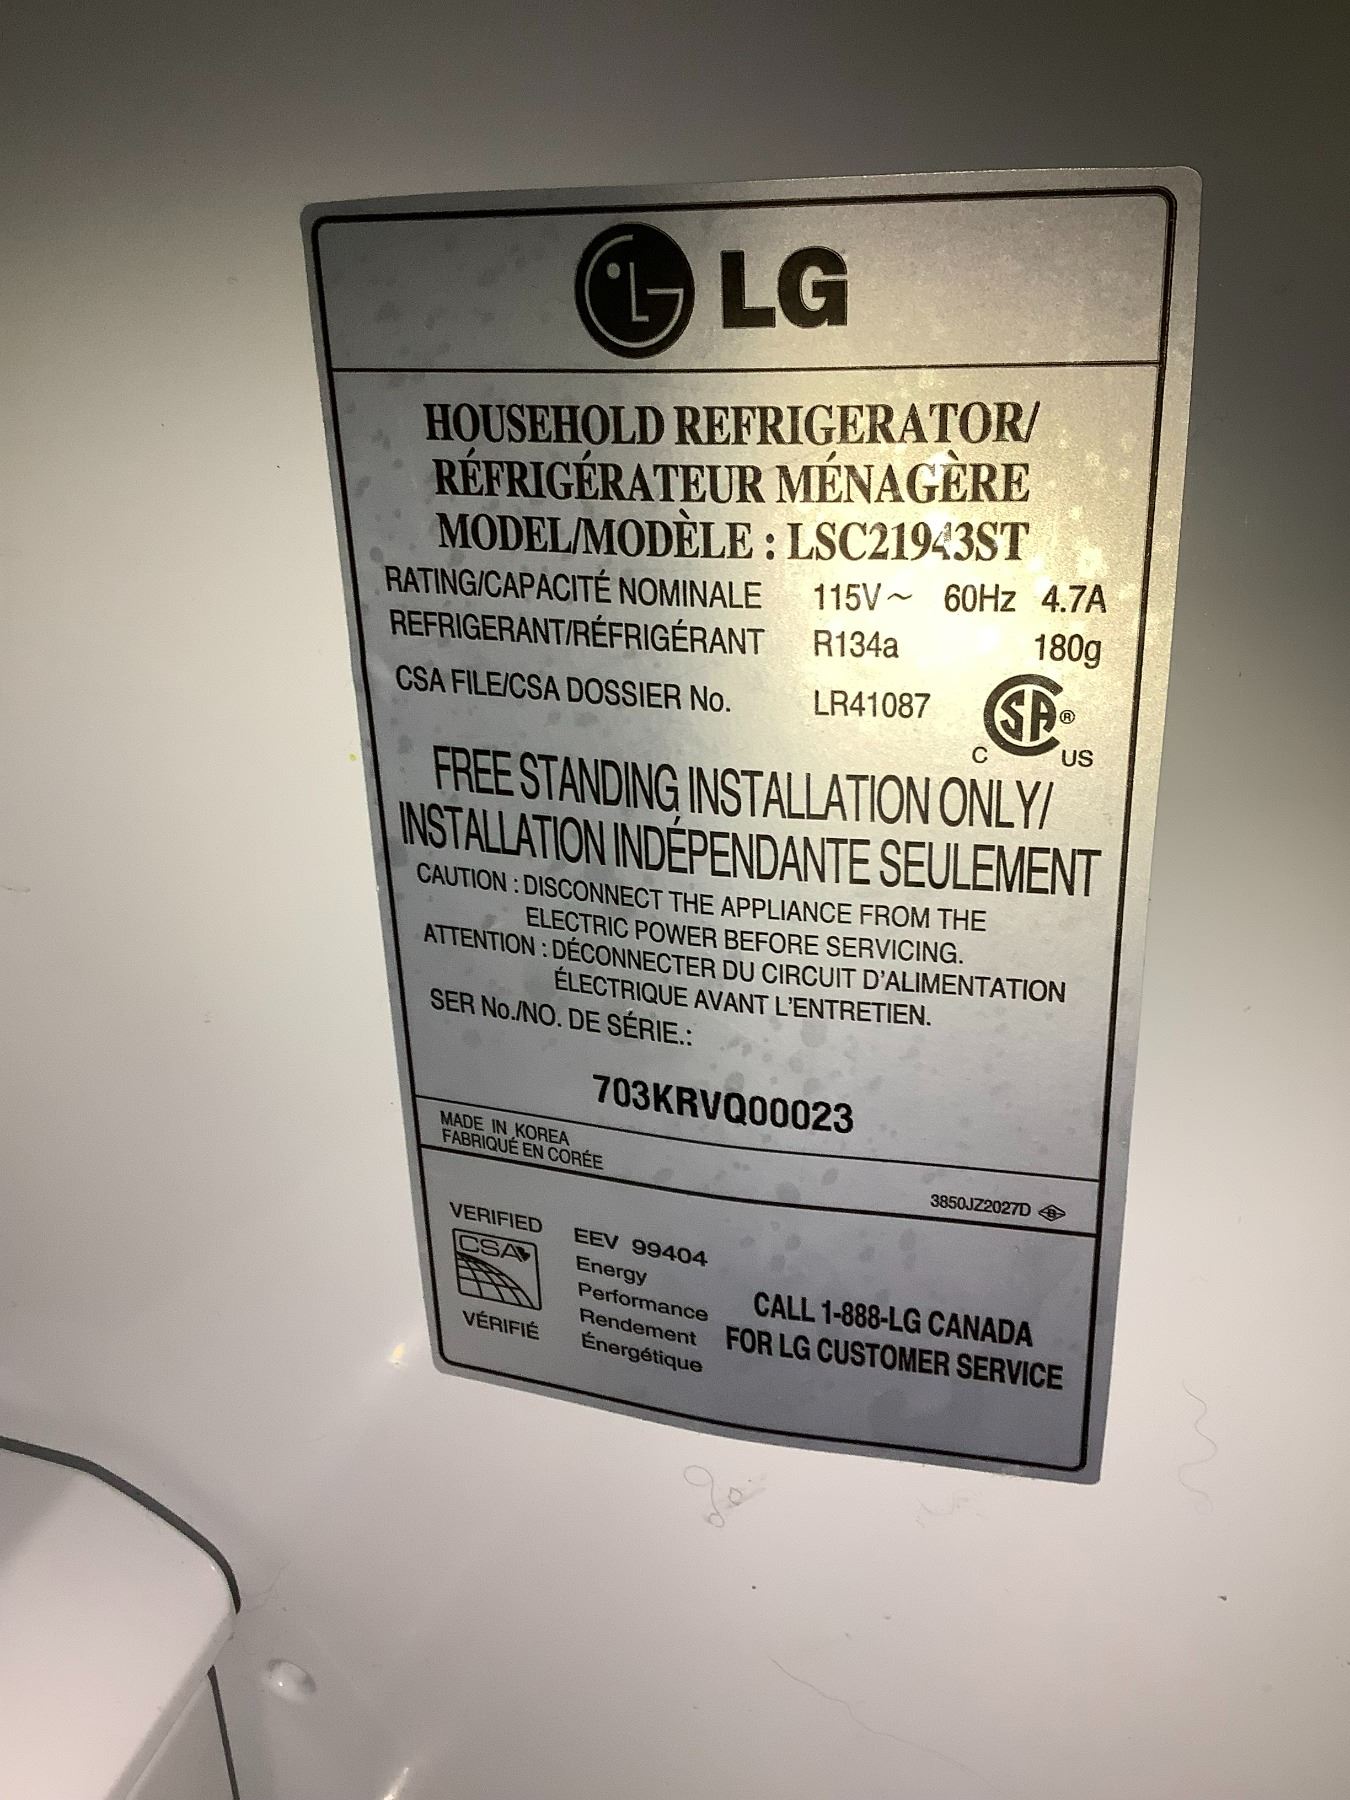 LG
HOUSEHOLD REFRIGERATOR/
RÉFRIGÉRATEUR MÉNAGÈRE
MODEL/MODÈLE : LSC21943ST
RATING/CAPACITÉ NOMINALE 115V~ 60Hz 4.7A
REFRIGERANT/RÉFRIGÉRANT R134a 180g
CSA FILE/CSA DOSSIER No. LR41087
C SA ® US
FREE STANDING INSTALLATION ONLY/
INSTALLATION INDÉPENDANTE SEULEMENT
CAUTION : DISCONNECT THE APPLIANCE FROM THE
ELECTRIC POWER BEFORE SERVICING.
ATTENTION : DÉCONNECTER DU CIRCUIT D'ALIMENTATION
ÉLECTRIQUE AVANT L'ENTRETIEN.
SER No./NO. DE SÉRIE.:
703KRVQ00023
MADE IN KOREA
FABRIQUÉ EN CORÉE
3850JZ2027D
VERIFIED
CSA
VÉRIFIÉ
EEV 99404
Energy
Performance
Rendement
Énergétique
CALL 1-888-LG CANADA
FOR LG CUSTOMER SERVICE